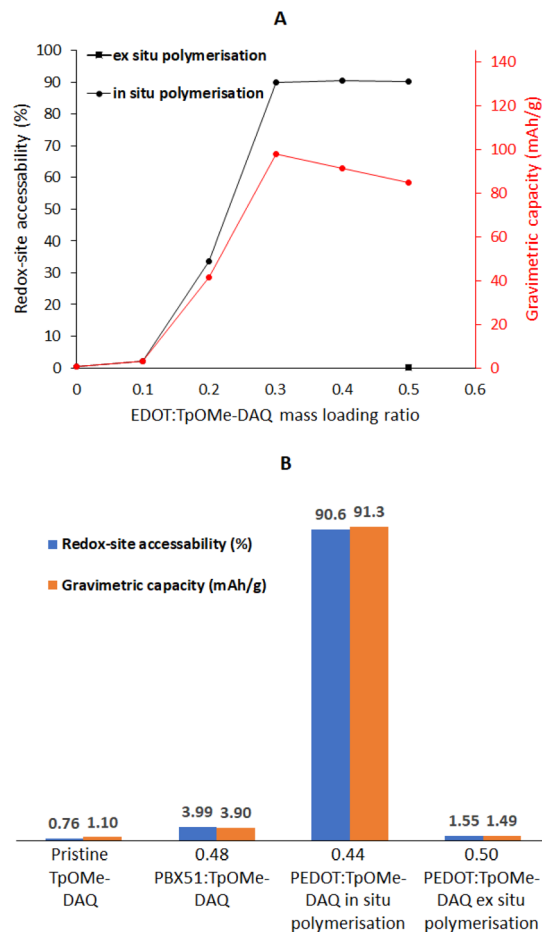 A
ex situ polymerisation
in situ polymerisation
100
90
80
70
60
50
40
30
20
10
0
Redox-site accessability (%)
140
120
100
80
60
40
20
0
Gravimetric capacity (mAh/g)
0 0.1 0.2 0.3 0.4 0.5 0.6
EDOT:TpOMe-DAQ mass loading ratio
B
Redox-site accessability (%)
Gravimetric capacity (mAh/g)
0.76 1.10 3.99 3.90 90.6 91.3 1.55 1.49
Pristine
TpOMe-
DAQ
0.48
PBX51:TpOMe-
DAQ
0.44
PEDOT:TpOMe-
DAQ in situ
polymerisation
0.50
PEDOT:TpOMe-
DAQ ex situ
polymerisation